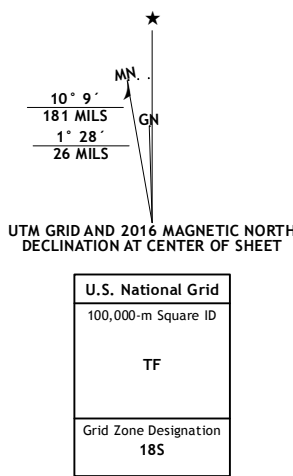 ★
MN
10° 9´
181 MILS
GN
1° 28´
26 MILS
UTM GRID AND 2016 MAGNETIC NORTH
DECLINATION AT CENTER OF SHEET
U.S. National Grid
100,000-m Square ID
TF
Grid Zone Designation
18S